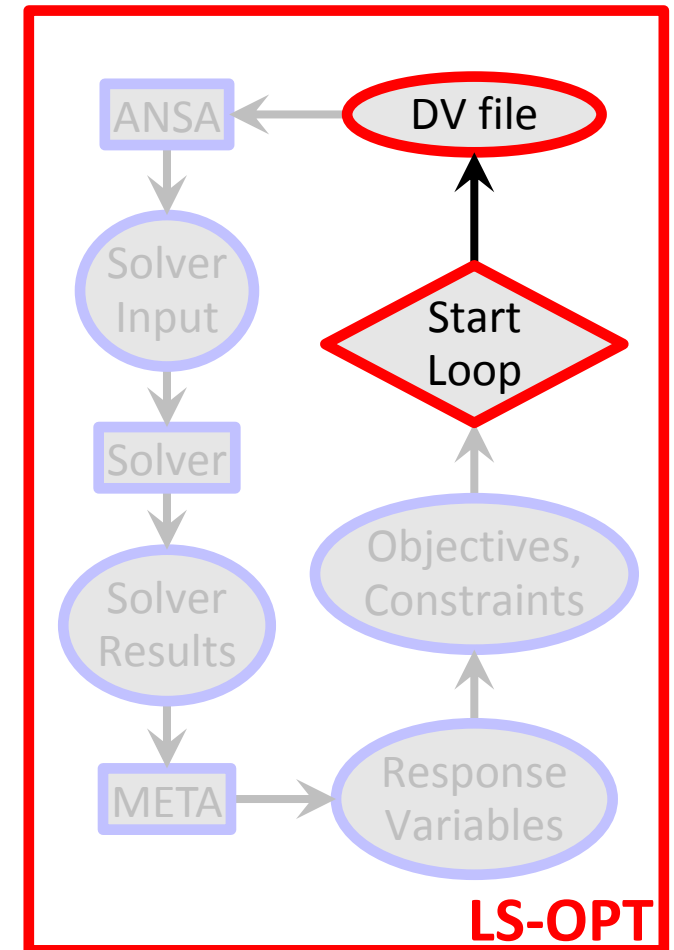 ANSA
DV file
Solver
Input
Start
Loop
Solver
Objectives,
Constraints
Solver
Results
META
Response
Variables
LS-OPT